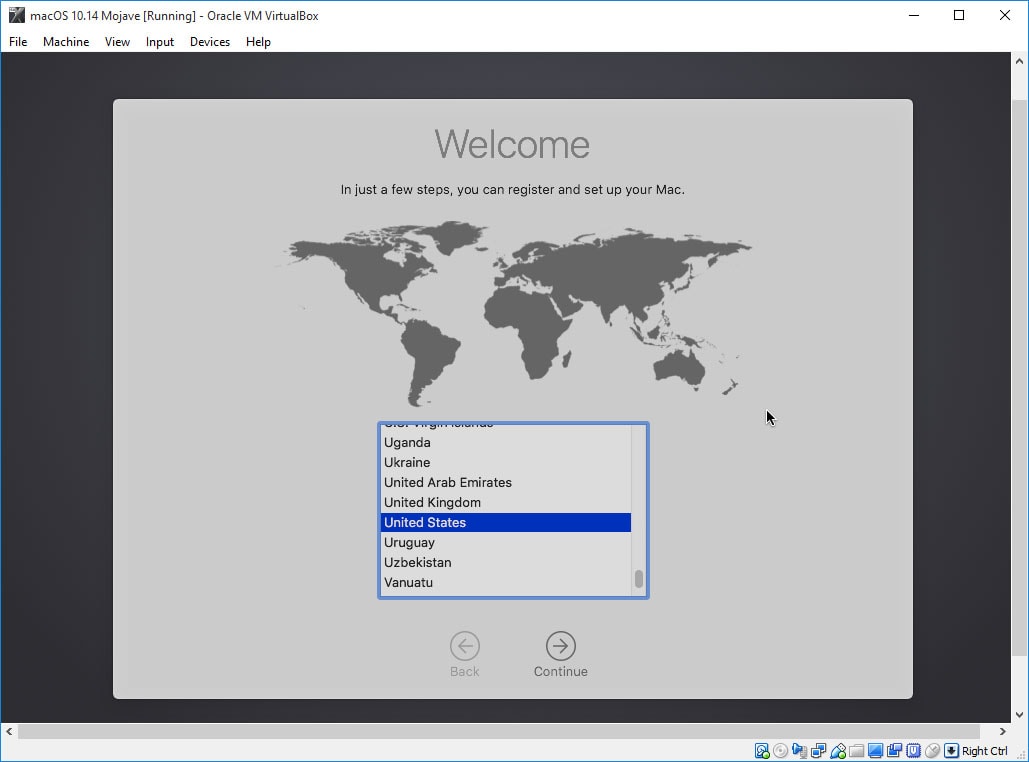 macOS 10.14 Mojave [Running] - Oracle VM VirtualBox
File Machine View Input Devices Help
Welcome
In just a few steps, you can register and set up your Mac.
U.S. Virgin Islands
Uganda
Ukraine
United Arab Emirates
United Kingdom
United States
Uruguay
Uzbekistan
Vanuatu
Back
Continue
Right Ctrl